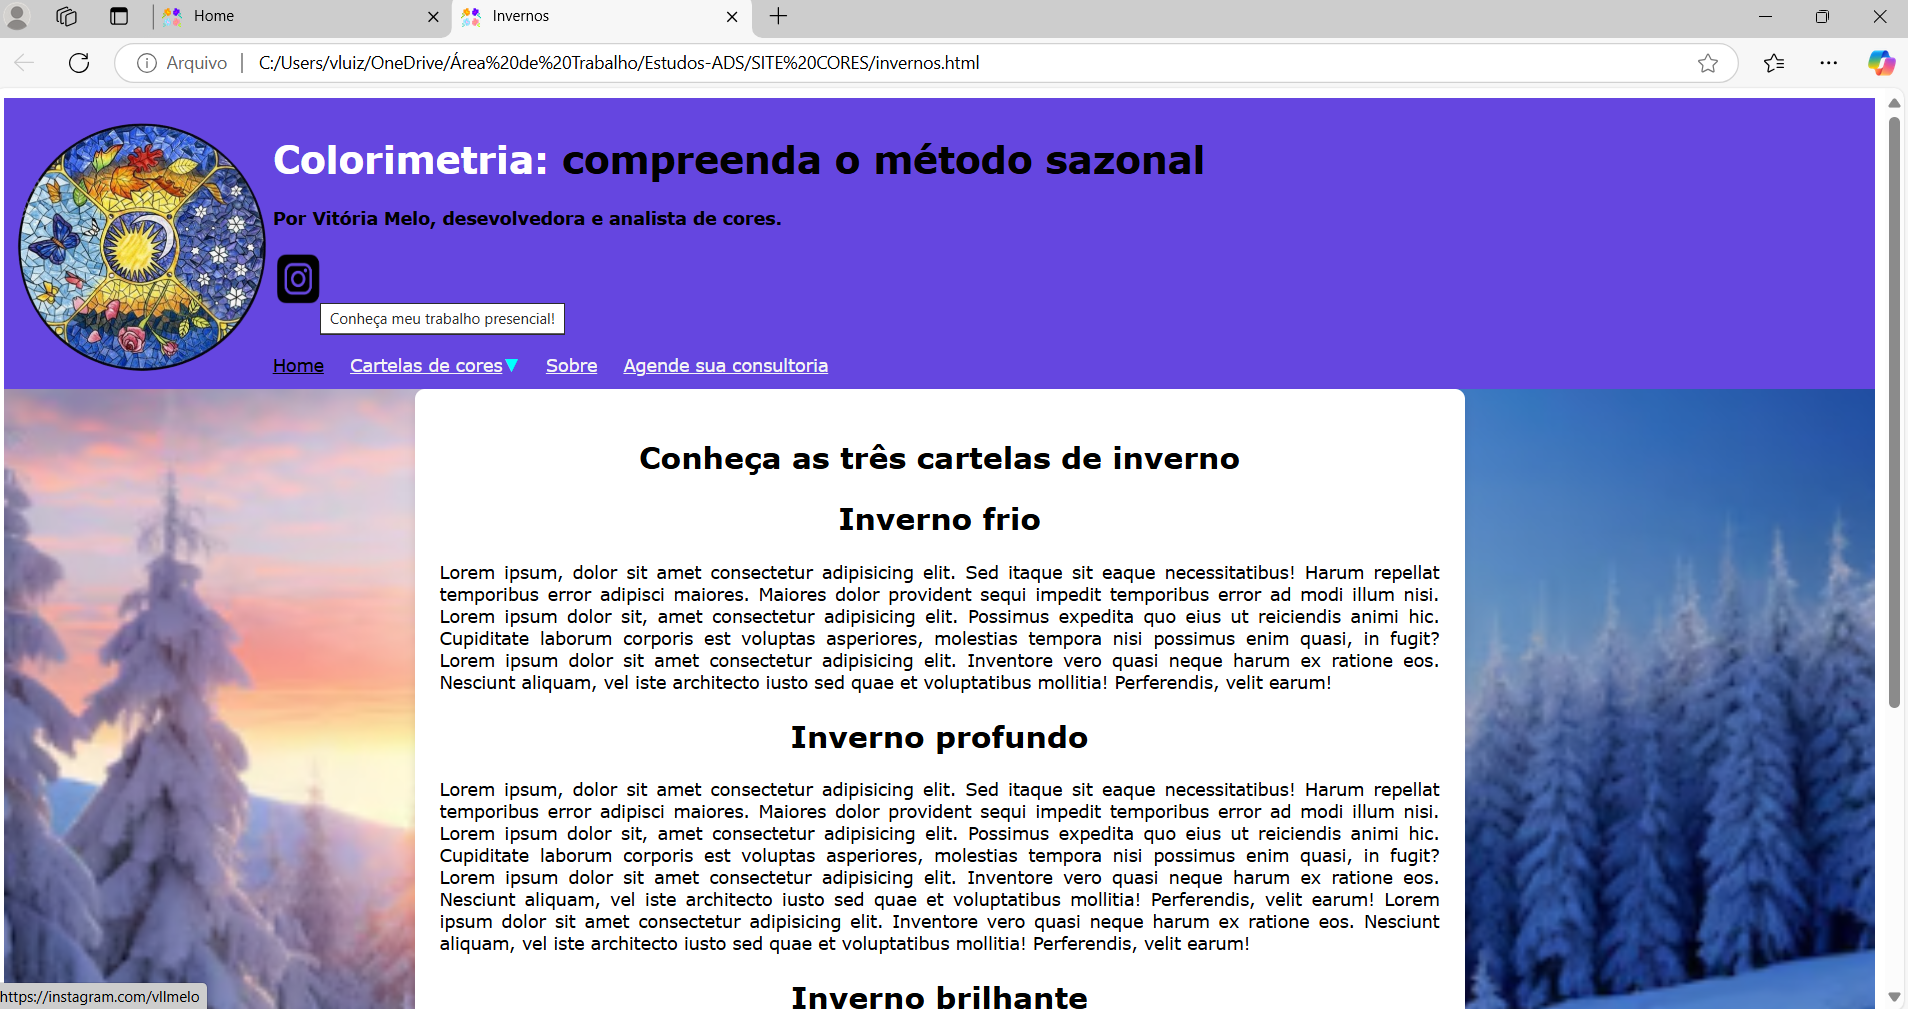 Home
Invernos
Arquivo
C:/Users/vluiz/OneDrive/Área%20de%20Trabalho/Estudos-ADS/SITE%20CORES/invernos.html
Colorimetria: compreenda o método sazonal
Por Vitória Melo, desevolvedora e analista de cores.
Conheça meu trabalho presencial!
Home Cartelas de cores▼ Sobre Agende sua consultoria
Conheça as três cartelas de inverno
Inverno frio
Lorem ipsum, dolor sit amet consectetur adipisicing elit. Sed itaque sit eaque necessitatibus! Harum repellat
temporibus error adipisci maiores. Maiores dolor provident sequi impedit temporibus error ad modi illum nisi.
Lorem ipsum dolor sit, amet consectetur adipisicing elit. Possimus expedita quo eius ut reiciendis animi hic.
Cupiditate laborum corporis est voluptas asperiores, molestias tempora nisi possimus enim quasi, in fugit?
Lorem ipsum dolor sit amet consectetur adipisicing elit. Inventore vero quasi neque harum ex ratione eos.
Nesciunt aliquam, vel iste architecto iusto sed quae et voluptatibus mollitia! Perferendis, velit earum!
Inverno profundo
Lorem ipsum, dolor sit amet consectetur adipisicing elit. Sed itaque sit eaque necessitatibus! Harum repellat
temporibus error adipisci maiores. Maiores dolor provident sequi impedit temporibus error ad modi illum nisi.
Lorem ipsum dolor sit, amet consectetur adipisicing elit. Possimus expedita quo eius ut reiciendis animi hic.
Cupiditate laborum corporis est voluptas asperiores, molestias tempora nisi possimus enim quasi, in fugit?
Lorem ipsum dolor sit amet consectetur adipisicing elit. Inventore vero quasi neque harum ex ratione eos.
Nesciunt aliquam, vel iste architecto iusto sed quae et voluptatibus mollitia! Perferendis, velit earum! Lorem
ipsum dolor sit amet consectetur adipisicing elit. Inventore vero quasi neque harum ex ratione eos. Nesciunt
aliquam, vel iste architecto iusto sed quae et voluptatibus mollitia! Perferendis, velit earum!
Inverno brilhante
https://instagram.com/vllmelo